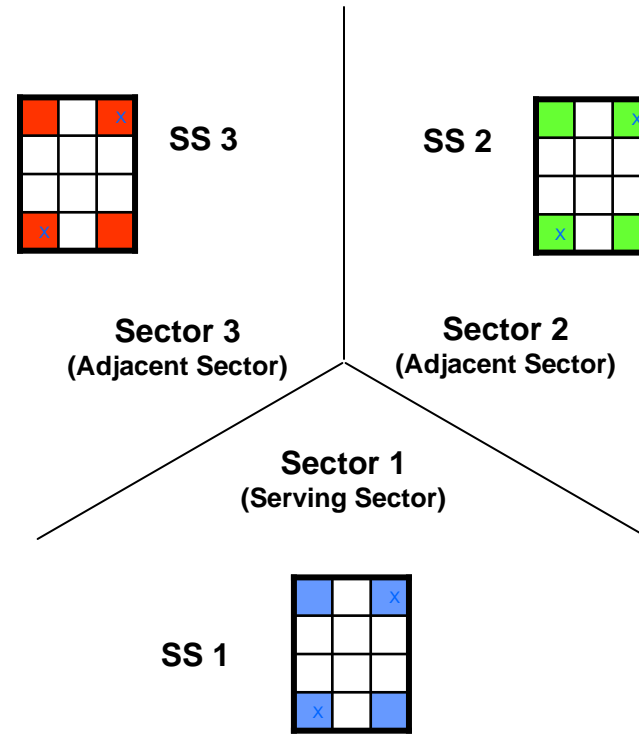 x
SS 3
SS 2
x
x
x
Sector 3
(Adjacent Sector)
Sector 2
(Adjacent Sector)
Sector 1
(Serving Sector)
x
SS 1
x